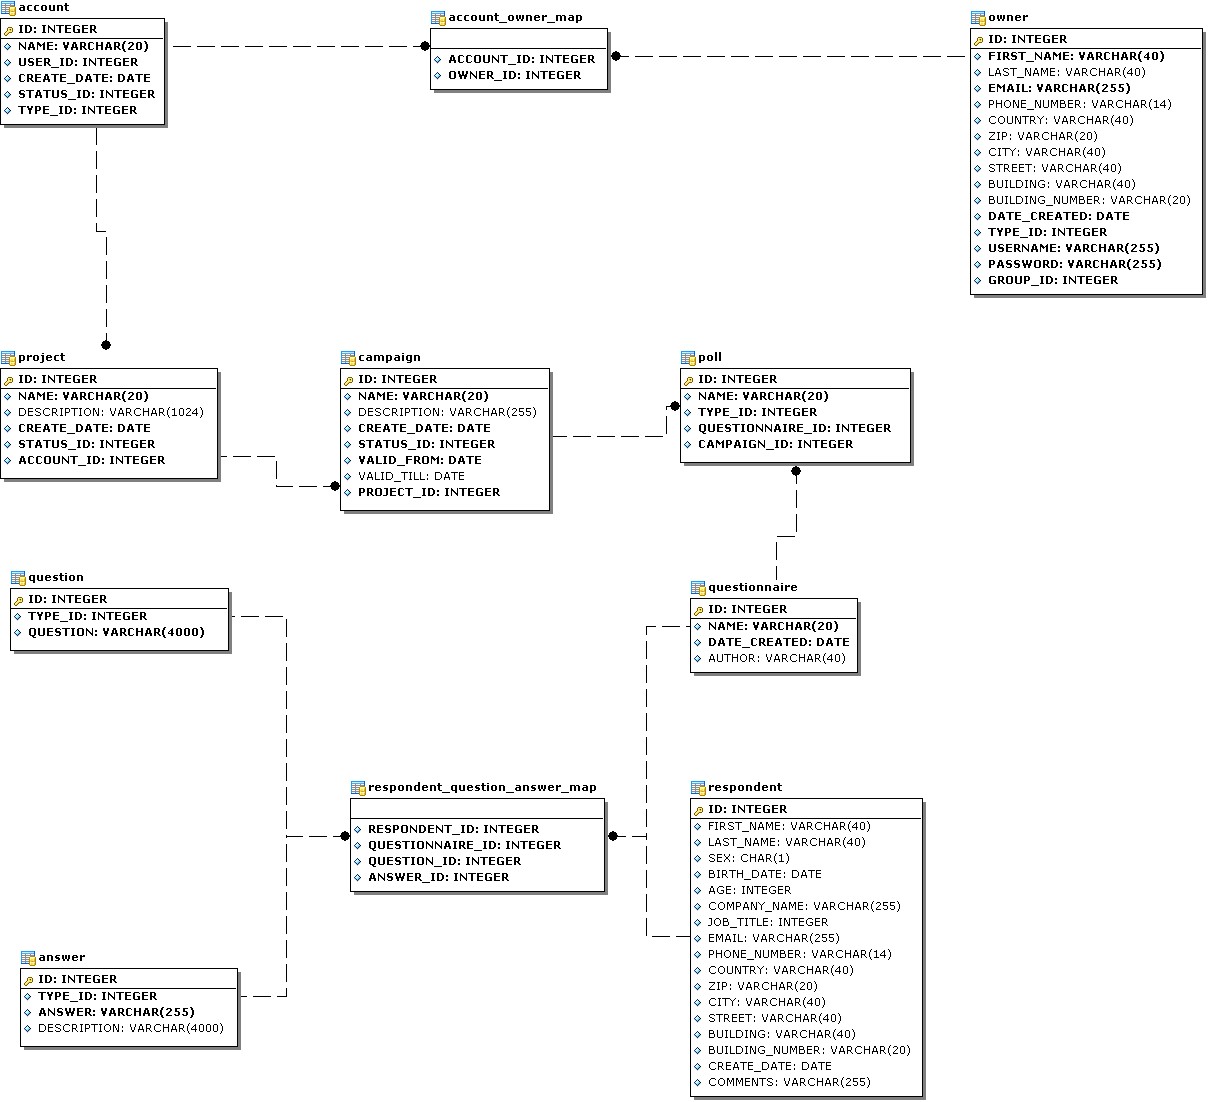 account
ID: INTEGER
NAME: VARCHAR(20)
USER_ID: INTEGER
CREATE_DATE: DATE
STATUS_ID: INTEGER
TYPE_ID: INTEGER
account_owner_map
ACCOUNT_ID: INTEGER
OWNER_ID: INTEGER
owner
ID: INTEGER
FIRST_NAME: VARCHAR(40)
LAST_NAME: VARCHAR(40)
EMAIL: VARCHAR(255)
PHONE_NUMBER: VARCHAR(14)
COUNTRY: VARCHAR(40)
ZIP: VARCHAR(20)
CITY: VARCHAR(40)
STREET: VARCHAR(40)
BUILDING: VARCHAR(40)
BUILDING_NUMBER: VARCHAR(20)
DATE_CREATED: DATE
TYPE_ID: INTEGER
USERNAME: VARCHAR(255)
PASSWORD: VARCHAR(255)
GROUP_ID: INTEGER
project
ID: INTEGER
NAME: VARCHAR(20)
DESCRIPTION: VARCHAR(1024)
CREATE_DATE: DATE
STATUS_ID: INTEGER
ACCOUNT_ID: INTEGER
campaign
ID: INTEGER
NAME: VARCHAR(20)
DESCRIPTION: VARCHAR(255)
CREATE_DATE: DATE
STATUS_ID: INTEGER
VALID_FROM: DATE
VALID_TILL: DATE
PROJECT_ID: INTEGER
poll
ID: INTEGER
NAME: VARCHAR(20)
TYPE_ID: INTEGER
QUESTIONNAIRE_ID: INTEGER
CAMPAIGN_ID: INTEGER
question
ID: INTEGER
TYPE_ID: INTEGER
QUESTION: VARCHAR(4000)
questionnaire
ID: INTEGER
NAME: VARCHAR(20)
DATE_CREATED: DATE
AUTHOR: VARCHAR(40)
respondent_question_answer_map
RESPONDENT_ID: INTEGER
QUESTIONNAIRE_ID: INTEGER
QUESTION_ID: INTEGER
ANSWER_ID: INTEGER
respondent
ID: INTEGER
FIRST_NAME: VARCHAR(40)
LAST_NAME: VARCHAR(40)
SEX: CHAR(1)
BIRTH_DATE: DATE
AGE: INTEGER
COMPANY_NAME: VARCHAR(255)
JOB_TITLE: INTEGER
EMAIL: VARCHAR(255)
PHONE_NUMBER: VARCHAR(14)
COUNTRY: VARCHAR(40)
ZIP: VARCHAR(20)
CITY: VARCHAR(40)
STREET: VARCHAR(40)
BUILDING: VARCHAR(40)
BUILDING_NUMBER: VARCHAR(20)
CREATE_DATE: DATE
COMMENTS: VARCHAR(255)
answer
ID: INTEGER
TYPE_ID: INTEGER
ANSWER: VARCHAR(255)
DESCRIPTION: VARCHAR(4000)